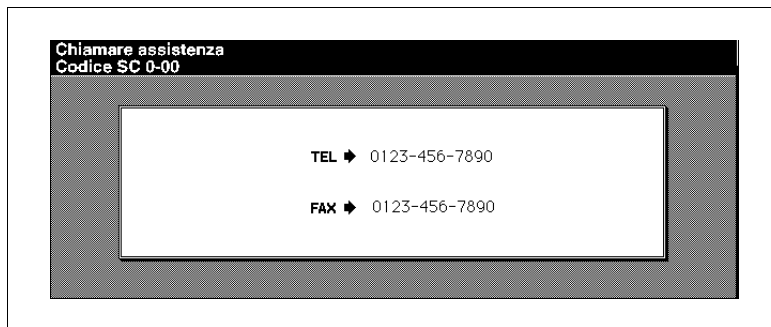 Chiamare assistenza
Codice SC 0-00
TEL ➧ 0123-456-7890
FAX ➧ 0123-456-7890